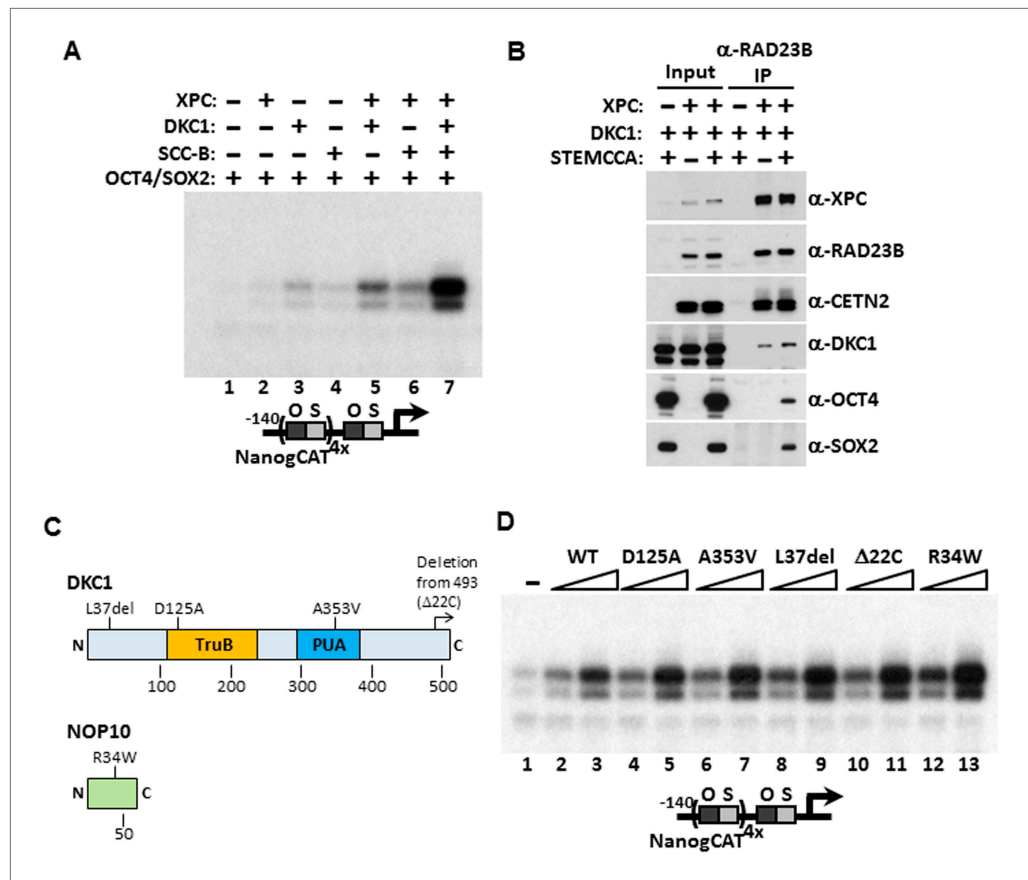 A
XPC: – + – – + + +
DKC1: – – + – + – +
SCC-B: – – – + – + +
OCT4/SOX2: + + + + + + +
1 2 3 4 5 6 7
O S O S
-140
4x
NanogCAT
B
α-RAD23B
Input IP
XPC: – + + – + +
DKC1: + + + + + +
STEMCCA: + – + + – +
α-XPC
α-RAD23B
α-CETN2
α-DKC1
α-OCT4
α-SOX2
C
Deletion
from 493
(Δ22C)
DKC1
L37del D125A A353V
N TruB PUA C
100 200 300 400 500
NOP10
R34W
N C
50
D
WT D125A A353V L37del Δ22C R34W
–
1 2 3 4 5 6 7 8 9 10 11 12 13
O S O S
-140
4x
NanogCAT